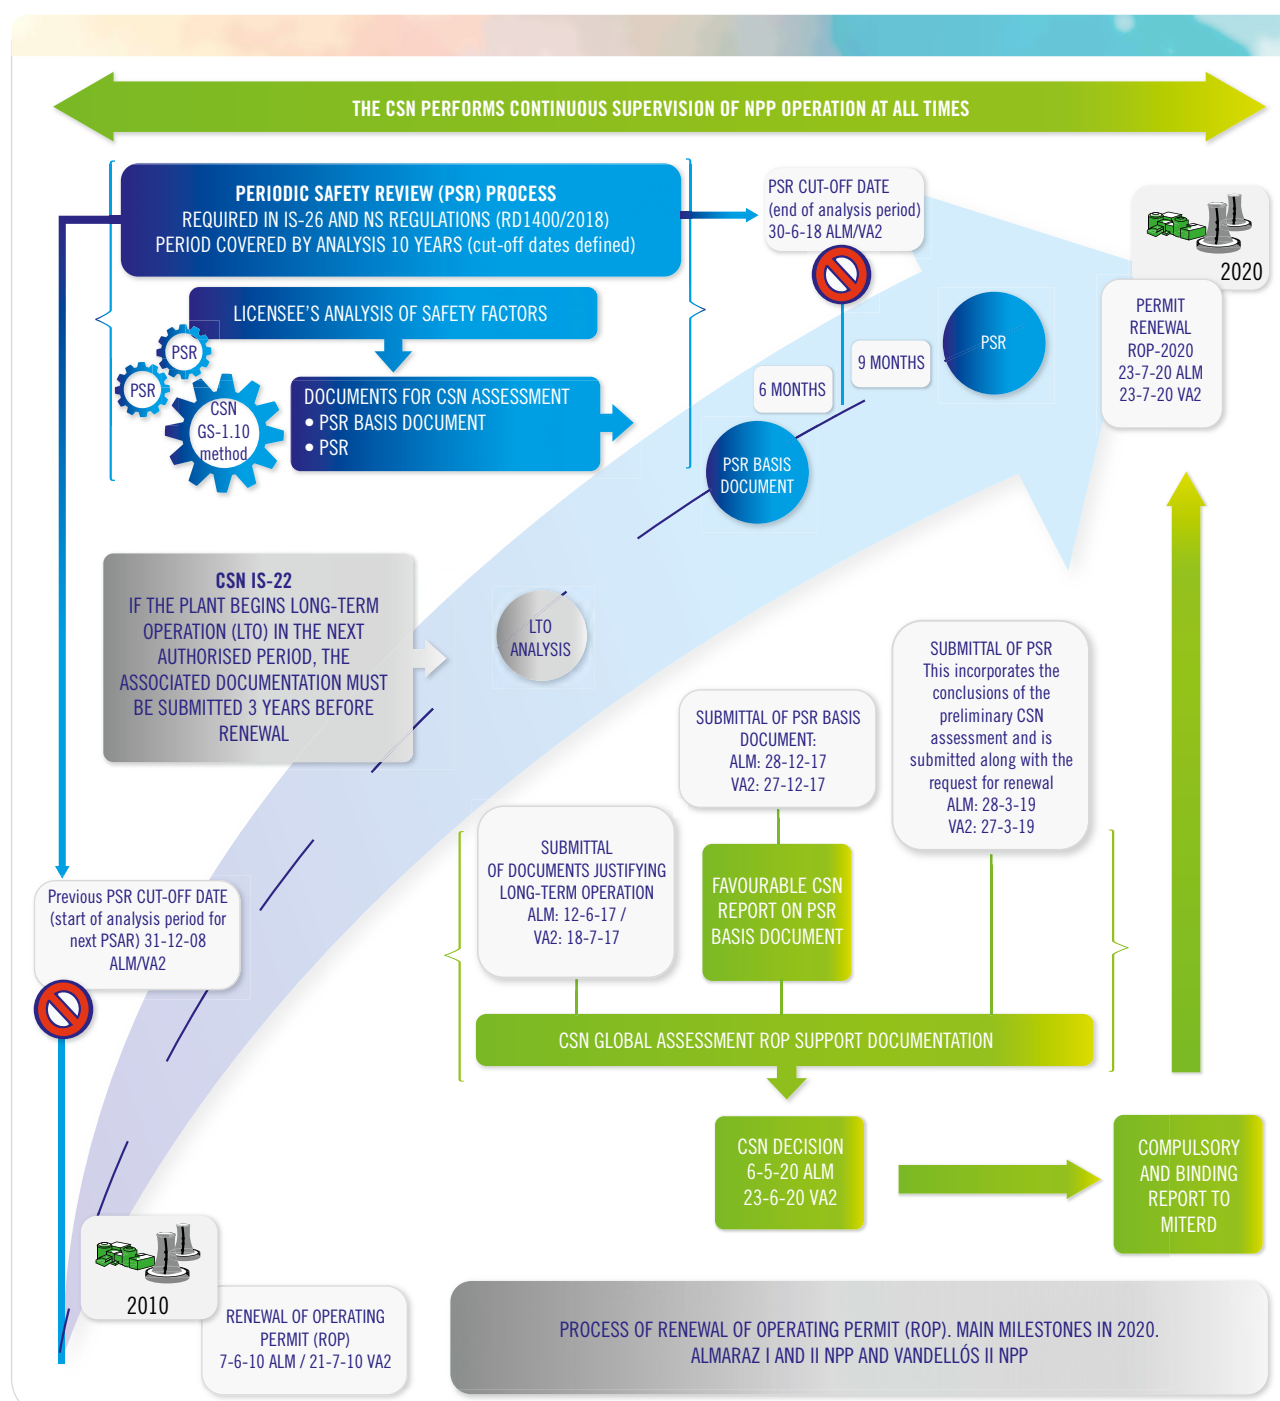 THE CSN PERFORMS CONTINUOUS SUPERVISION OF NPP OPERATION AT ALL TIMES
PERIODIC SAFETY REVIEW (PSR) PROCESS
REQUIRED IN IS-26 AND NS REGULATIONS (RD1400/2018)
PERIOD COVERED BY ANALYSIS 10 YEARS (cut-off dates defined)
LICENSEE'S ANALYSIS OF SAFETY FACTORS
PSR
PSR
CSN
GS-1.10
method
DOCUMENTS FOR CSN ASSESSMENT
• PSR BASIS DOCUMENT
• PSR
PSR CUT-OFF DATE
(end of analysis period)
30-6-18 ALM/VA2
2020
PERMIT
RENEWAL
ROP-2020
23-7-20 ALM
23-7-20 VA2
PSR
9 MONTHS
6 MONTHS
PSR BASIS
DOCUMENT
CSN IS-22
IF THE PLANT BEGINS LONG-TERM
OPERATION (LTO) IN THE NEXT
AUTHORISED PERIOD, THE
ASSOCIATED DOCUMENTATION MUST
BE SUBMITTED 3 YEARS BEFORE
RENEWAL
LTO
ANALYSIS
SUBMITTAL OF PSR
This incorporates the
conclusions of the
preliminary CSN
assessment and is
submitted along with the
request for renewal
ALM: 28-3-19
VA2: 27-3-19
SUBMITTAL OF PSR BASIS
DOCUMENT:
ALM: 28-12-17
VA2: 27-12-17
SUBMITTAL
OF DOCUMENTS JUSTIFYING
LONG-TERM OPERATION
ALM: 12-6-17 /
VA2: 18-7-17
FAVOURABLE CSN
REPORT ON PSR
BASIS DOCUMENT
Previous PSR CUT-OFF DATE
(start of analysis period for
next PSAR) 31-12-08
ALM/VA2
CSN GLOBAL ASSESSMENT ROP SUPPORT DOCUMENTATION
CSN DECISION
6-5-20 ALM
23-6-20 VA2
COMPULSORY
AND BINDING
REPORT TO
MITERD
2010
RENEWAL OF OPERATING
PERMIT (ROP)
7-6-10 ALM / 21-7-10 VA2
PROCESS OF RENEWAL OF OPERATING PERMIT (ROP). MAIN MILESTONES IN 2020.
ALMARAZ I AND II NPP AND VANDELLÓS II NPP